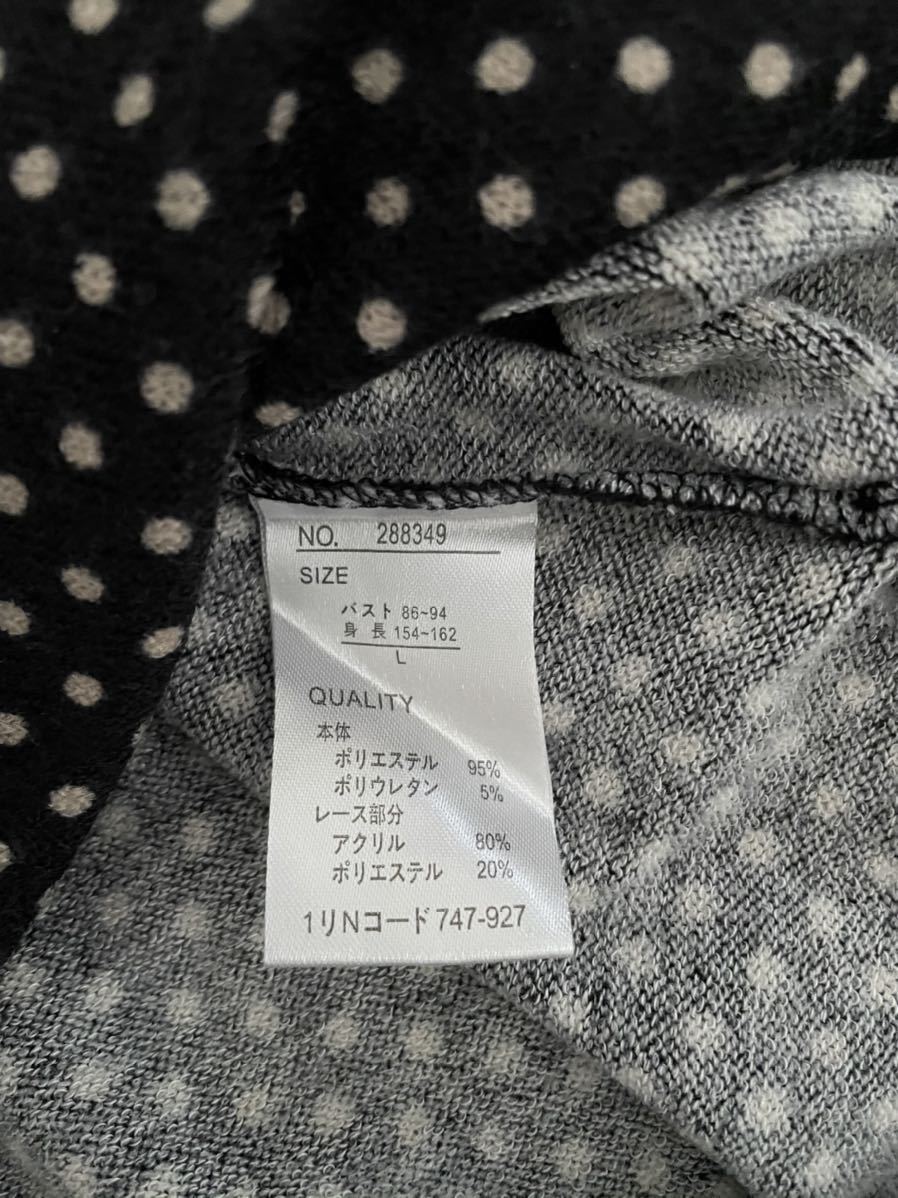 NO. 288349
SIZE
バスト 86~94
身長 154~162
L
QUALITY
本体
ポリエステル 95%
ポリウレタン 5%
レース部分
アクリル 80%
ポリエステル 20%
1リNコード 747-927